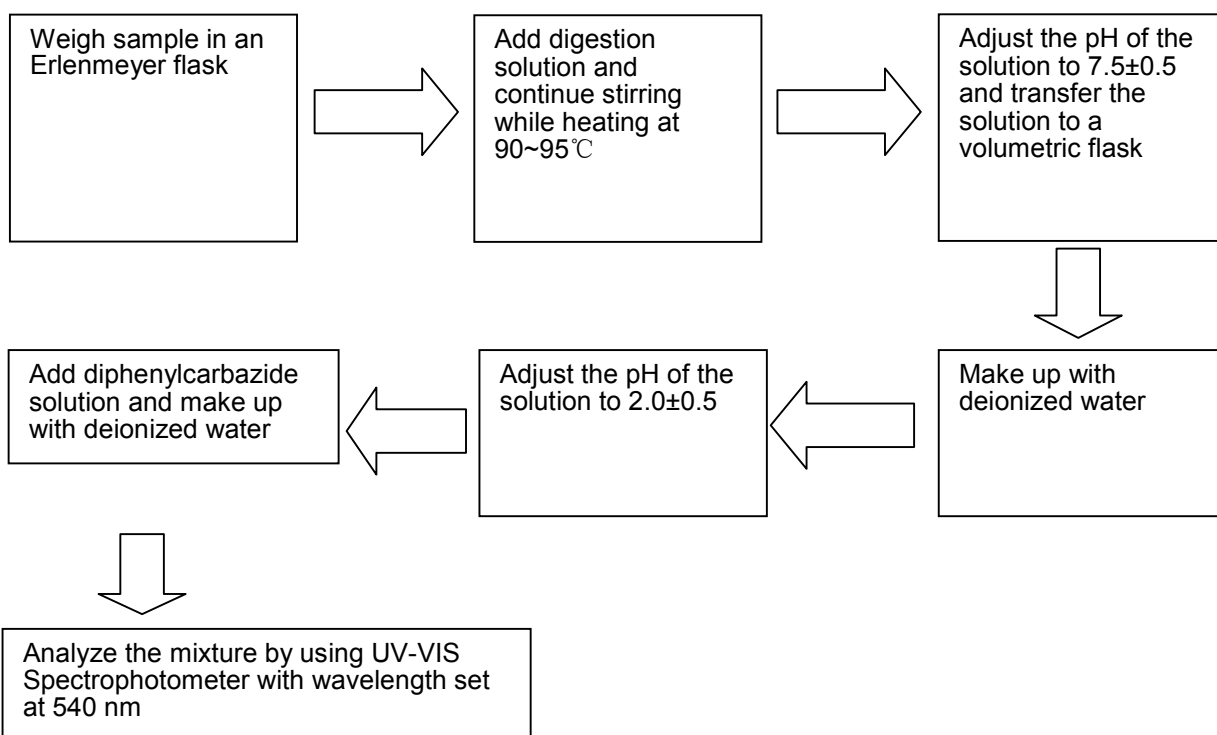 Weigh sample in an
Erlenmeyer flask
Add digestion
solution and
continue stirring
while heating at
90~95℃
Adjust the pH of the
solution to 7.5±0.5
and transfer the
solution to a
volumetric flask
Make up with
deionized water
Adjust the pH of the
solution to 2.0±0.5
Add diphenylcarbazide
solution and make up
with deionized water
Analyze the mixture by using UV-VIS
Spectrophotometer with wavelength set
at 540 nm